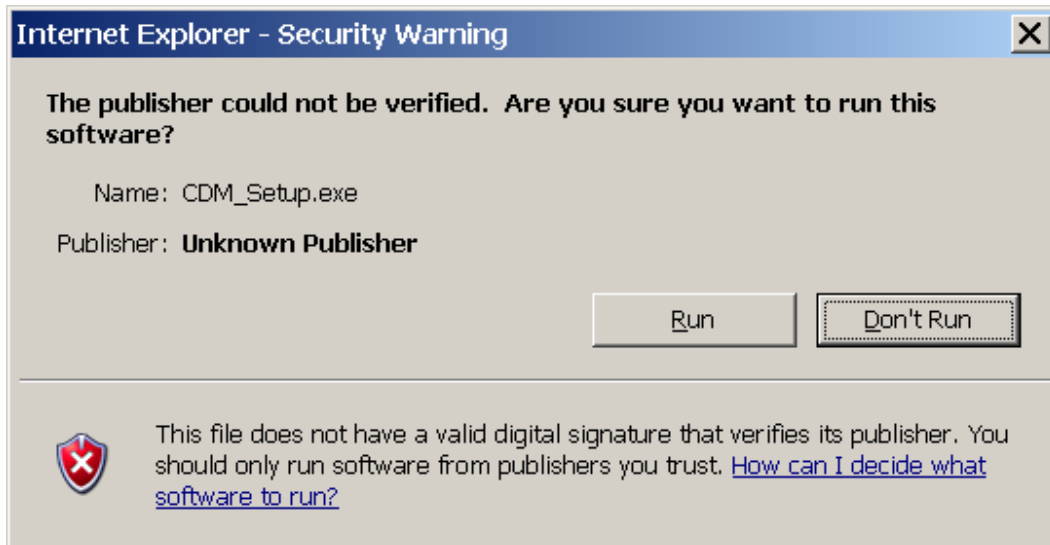 Internet Explorer - Security Warning
The publisher could not be verified.  Are you sure you want to run this
software?
Name: CDM_Setup.exe
Publisher: Unknown Publisher
Run
Don't Run
This file does not have a valid digital signature that verifies its publisher. You
should only run software from publishers you trust. How can I decide what
software to run?